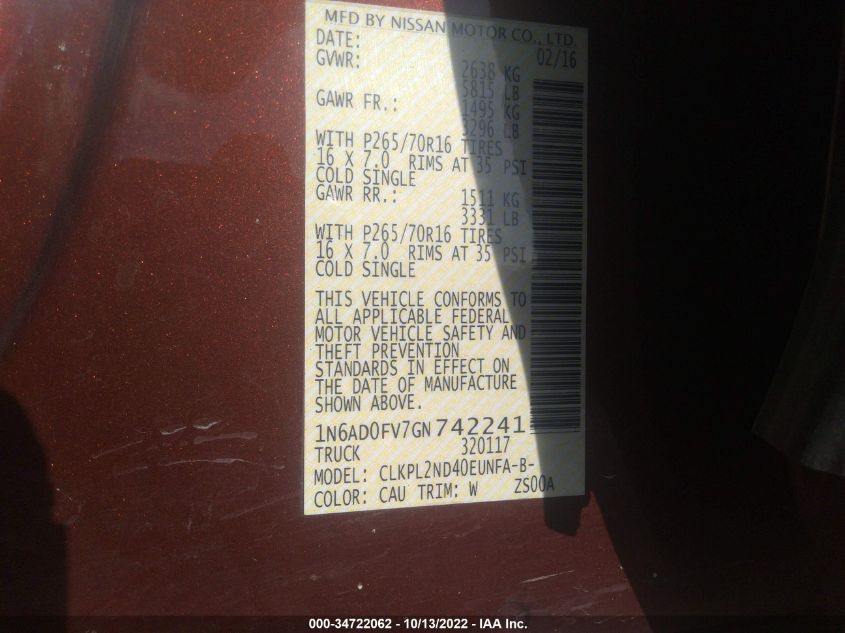 MFD BY NISSAN MOTOR CO., LTD.
DATE: 02/16
GVWR: 2638 KG
5815 LB
GAWR FR.: 1495 KG
3296 LB
WITH P265/70R16 TIRES
16 X 7.0 RIMS AT 35 PSI
COLD SINGLE
GAWR RR.: 1511 KG
3331 LB
WITH P265/70R16 TIRES
16 X 7.0 RIMS AT 35 PSI
COLD SINGLE
THIS VEHICLE CONFORMS TO
ALL APPLICABLE FEDERAL
MOTOR VEHICLE SAFETY AND
THEFT PREVENTION
STANDARDS IN EFFECT ON
THE DATE OF MANUFACTURE
SHOWN ABOVE.
1N6AD0FV7GN742241
TRUCK 320117
MODEL: CLKPL2ND40EUNFA-B-
COLOR: CAU TRIM: W ZS00A
000-34722062 - 10/13/2022 - IAA Inc.